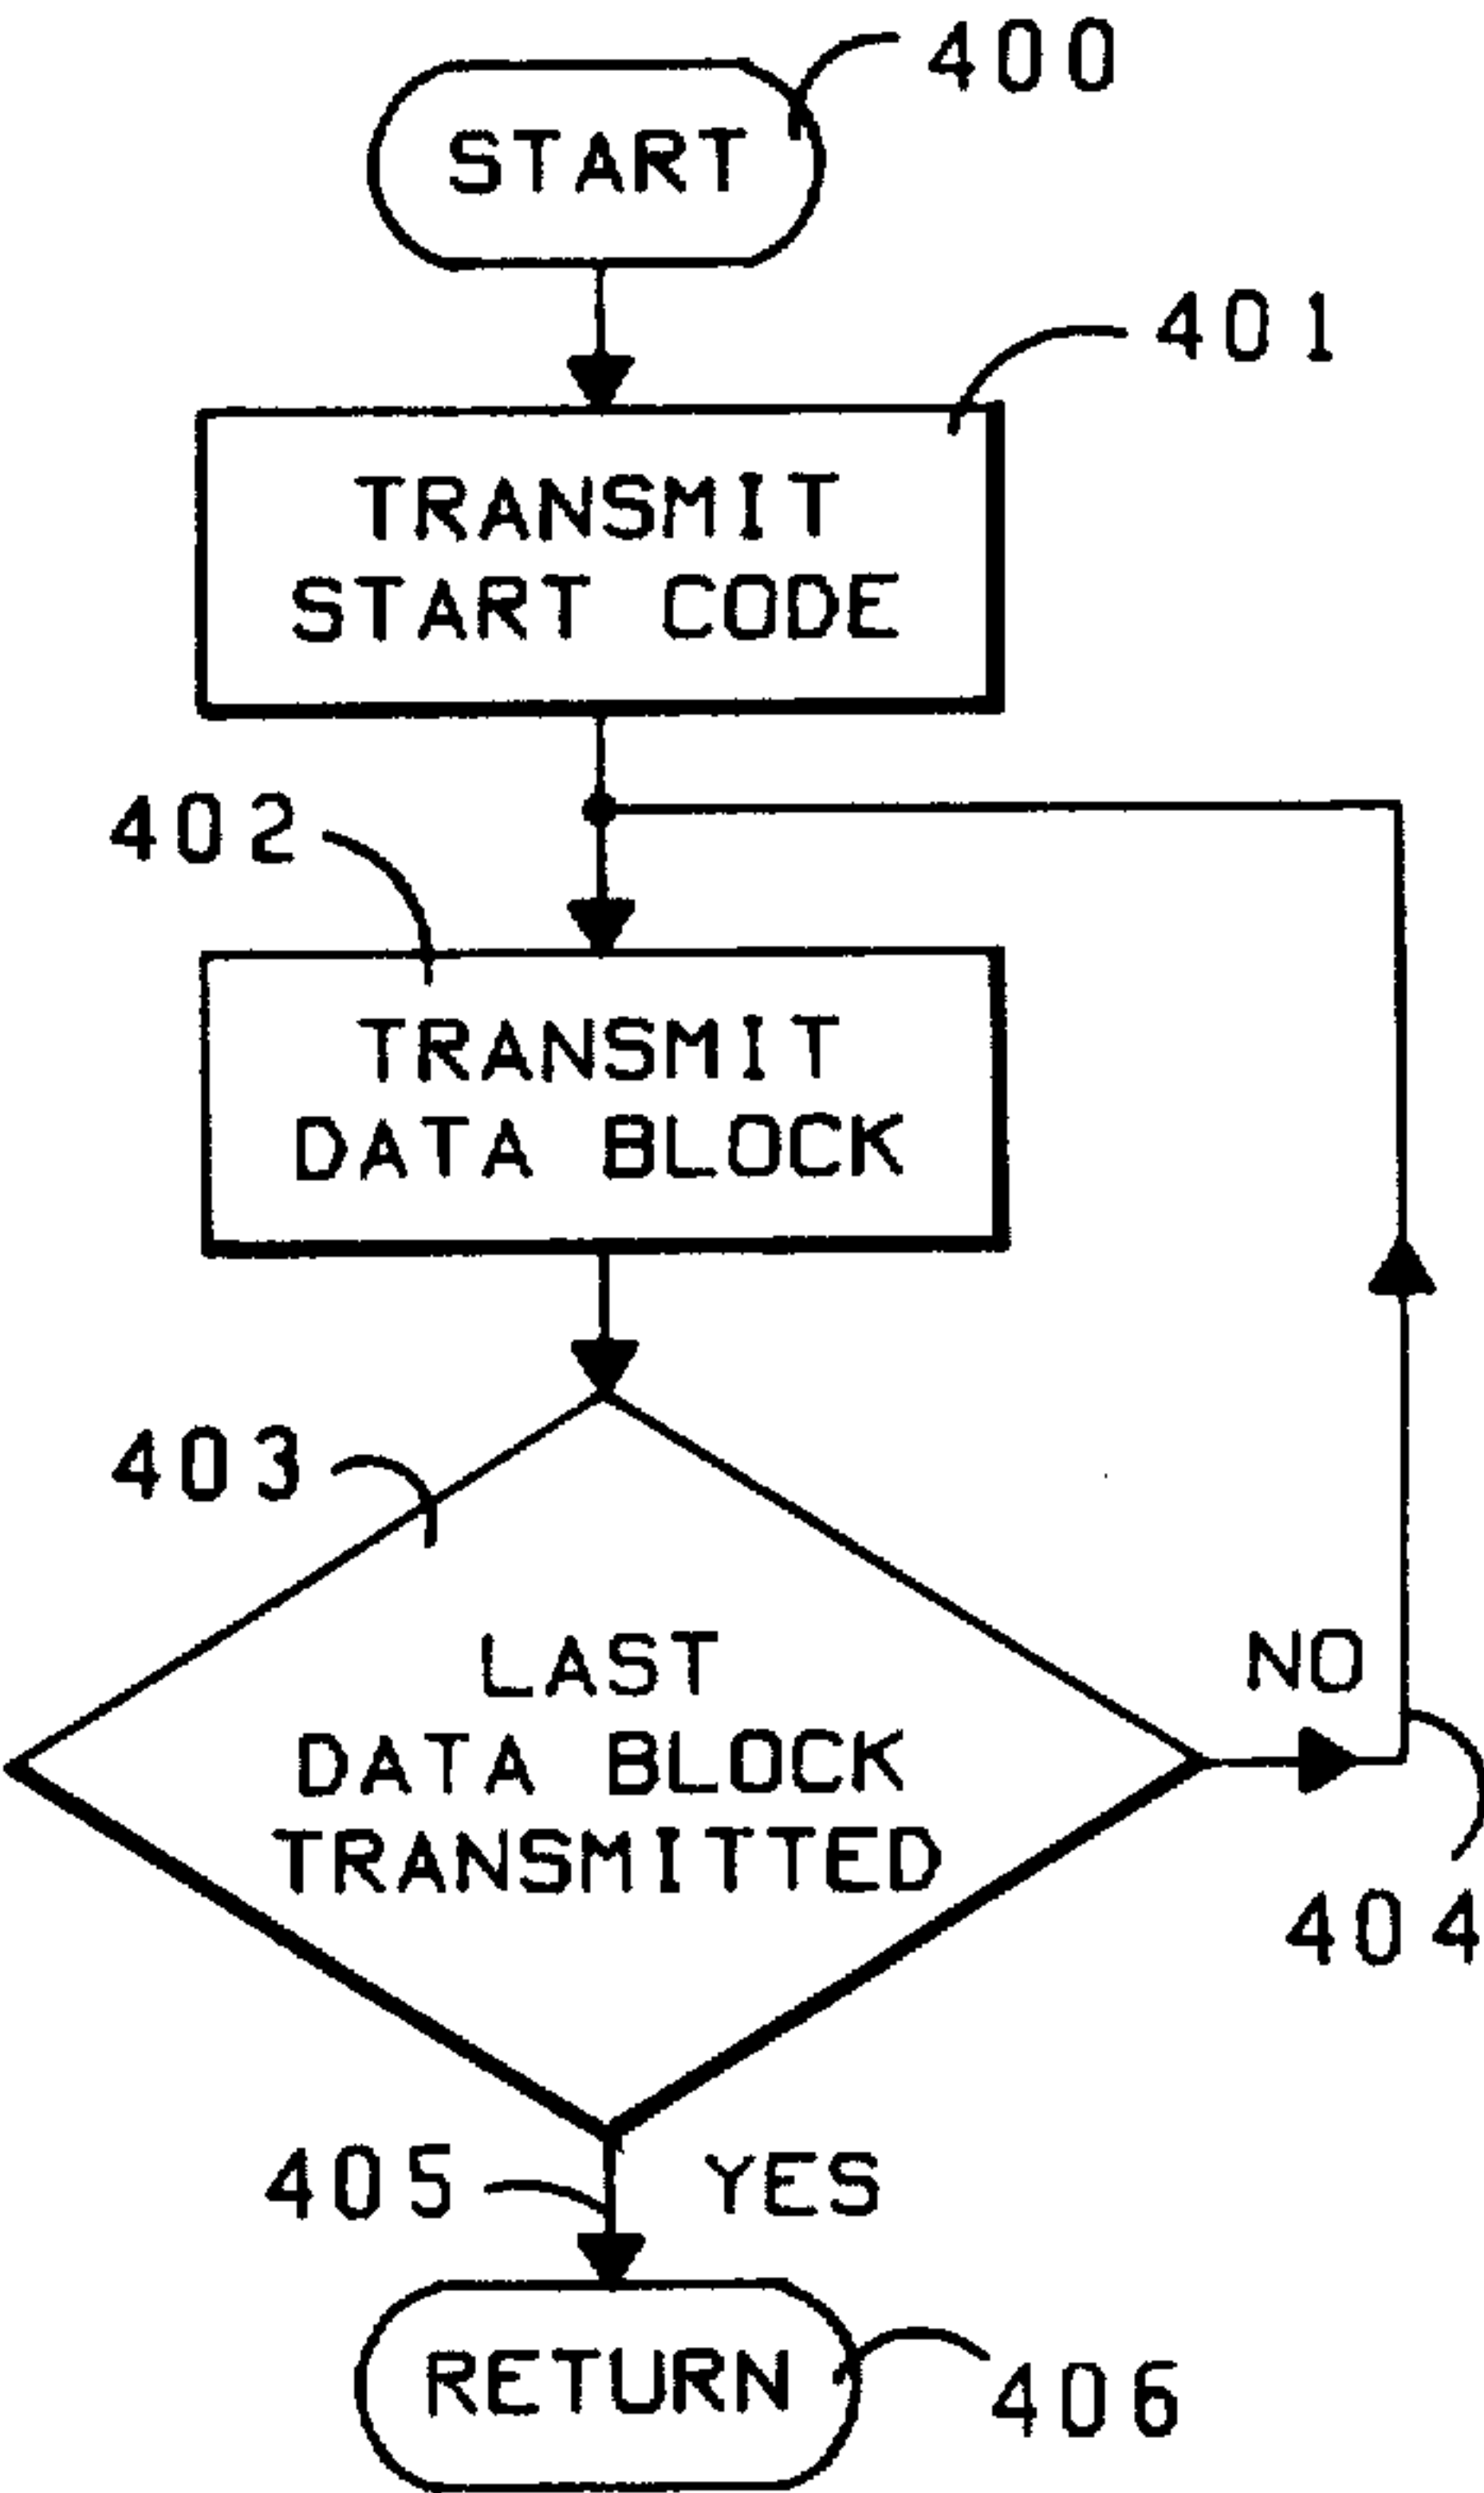 400
START
401
TRANSMIT
START CODE
402
TRANSMIT
DATA BLOCK
403
LAST
DATA BLOCK
TRANSMITTED
NO
404
405
YES
RETURN
406